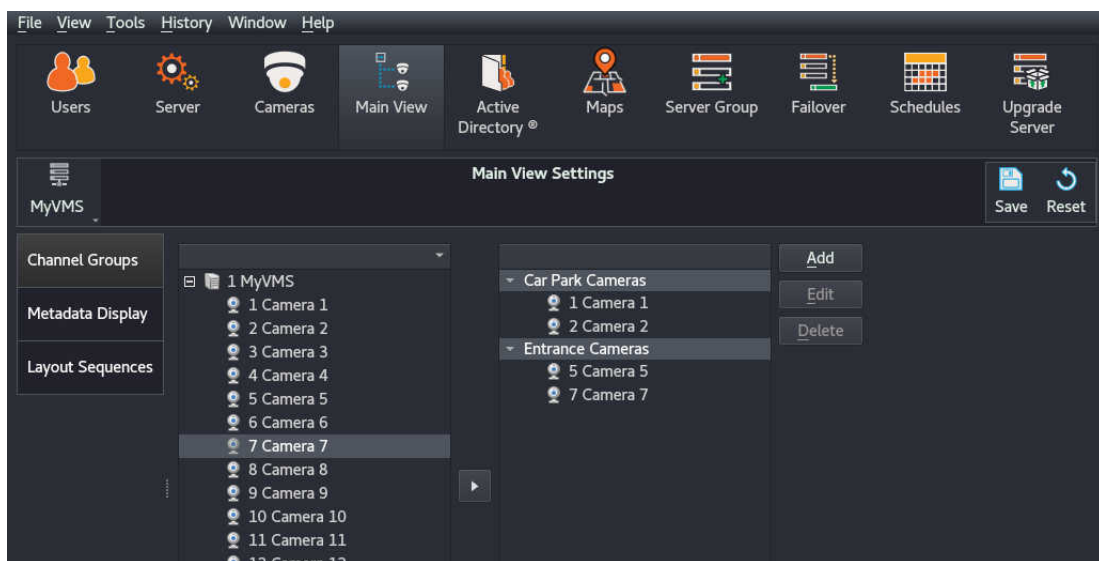 File View Tools History Window Help
Users Server Cameras Main View Active Directory ® Maps Server Group Failover Schedules Upgrade Server
Main View Settings
MyVMS
Save Reset
Channel Groups
Metadata Display
Layout Sequences
1 MyVMS
1 Camera 1
2 Camera 2
3 Camera 3
4 Camera 4
5 Camera 5
6 Camera 6
7 Camera 7
8 Camera 8
9 Camera 9
10 Camera 10
11 Camera 11
Car Park Cameras
1 Camera 1
2 Camera 2
Entrance Cameras
5 Camera 5
7 Camera 7
Add
Edit
Delete